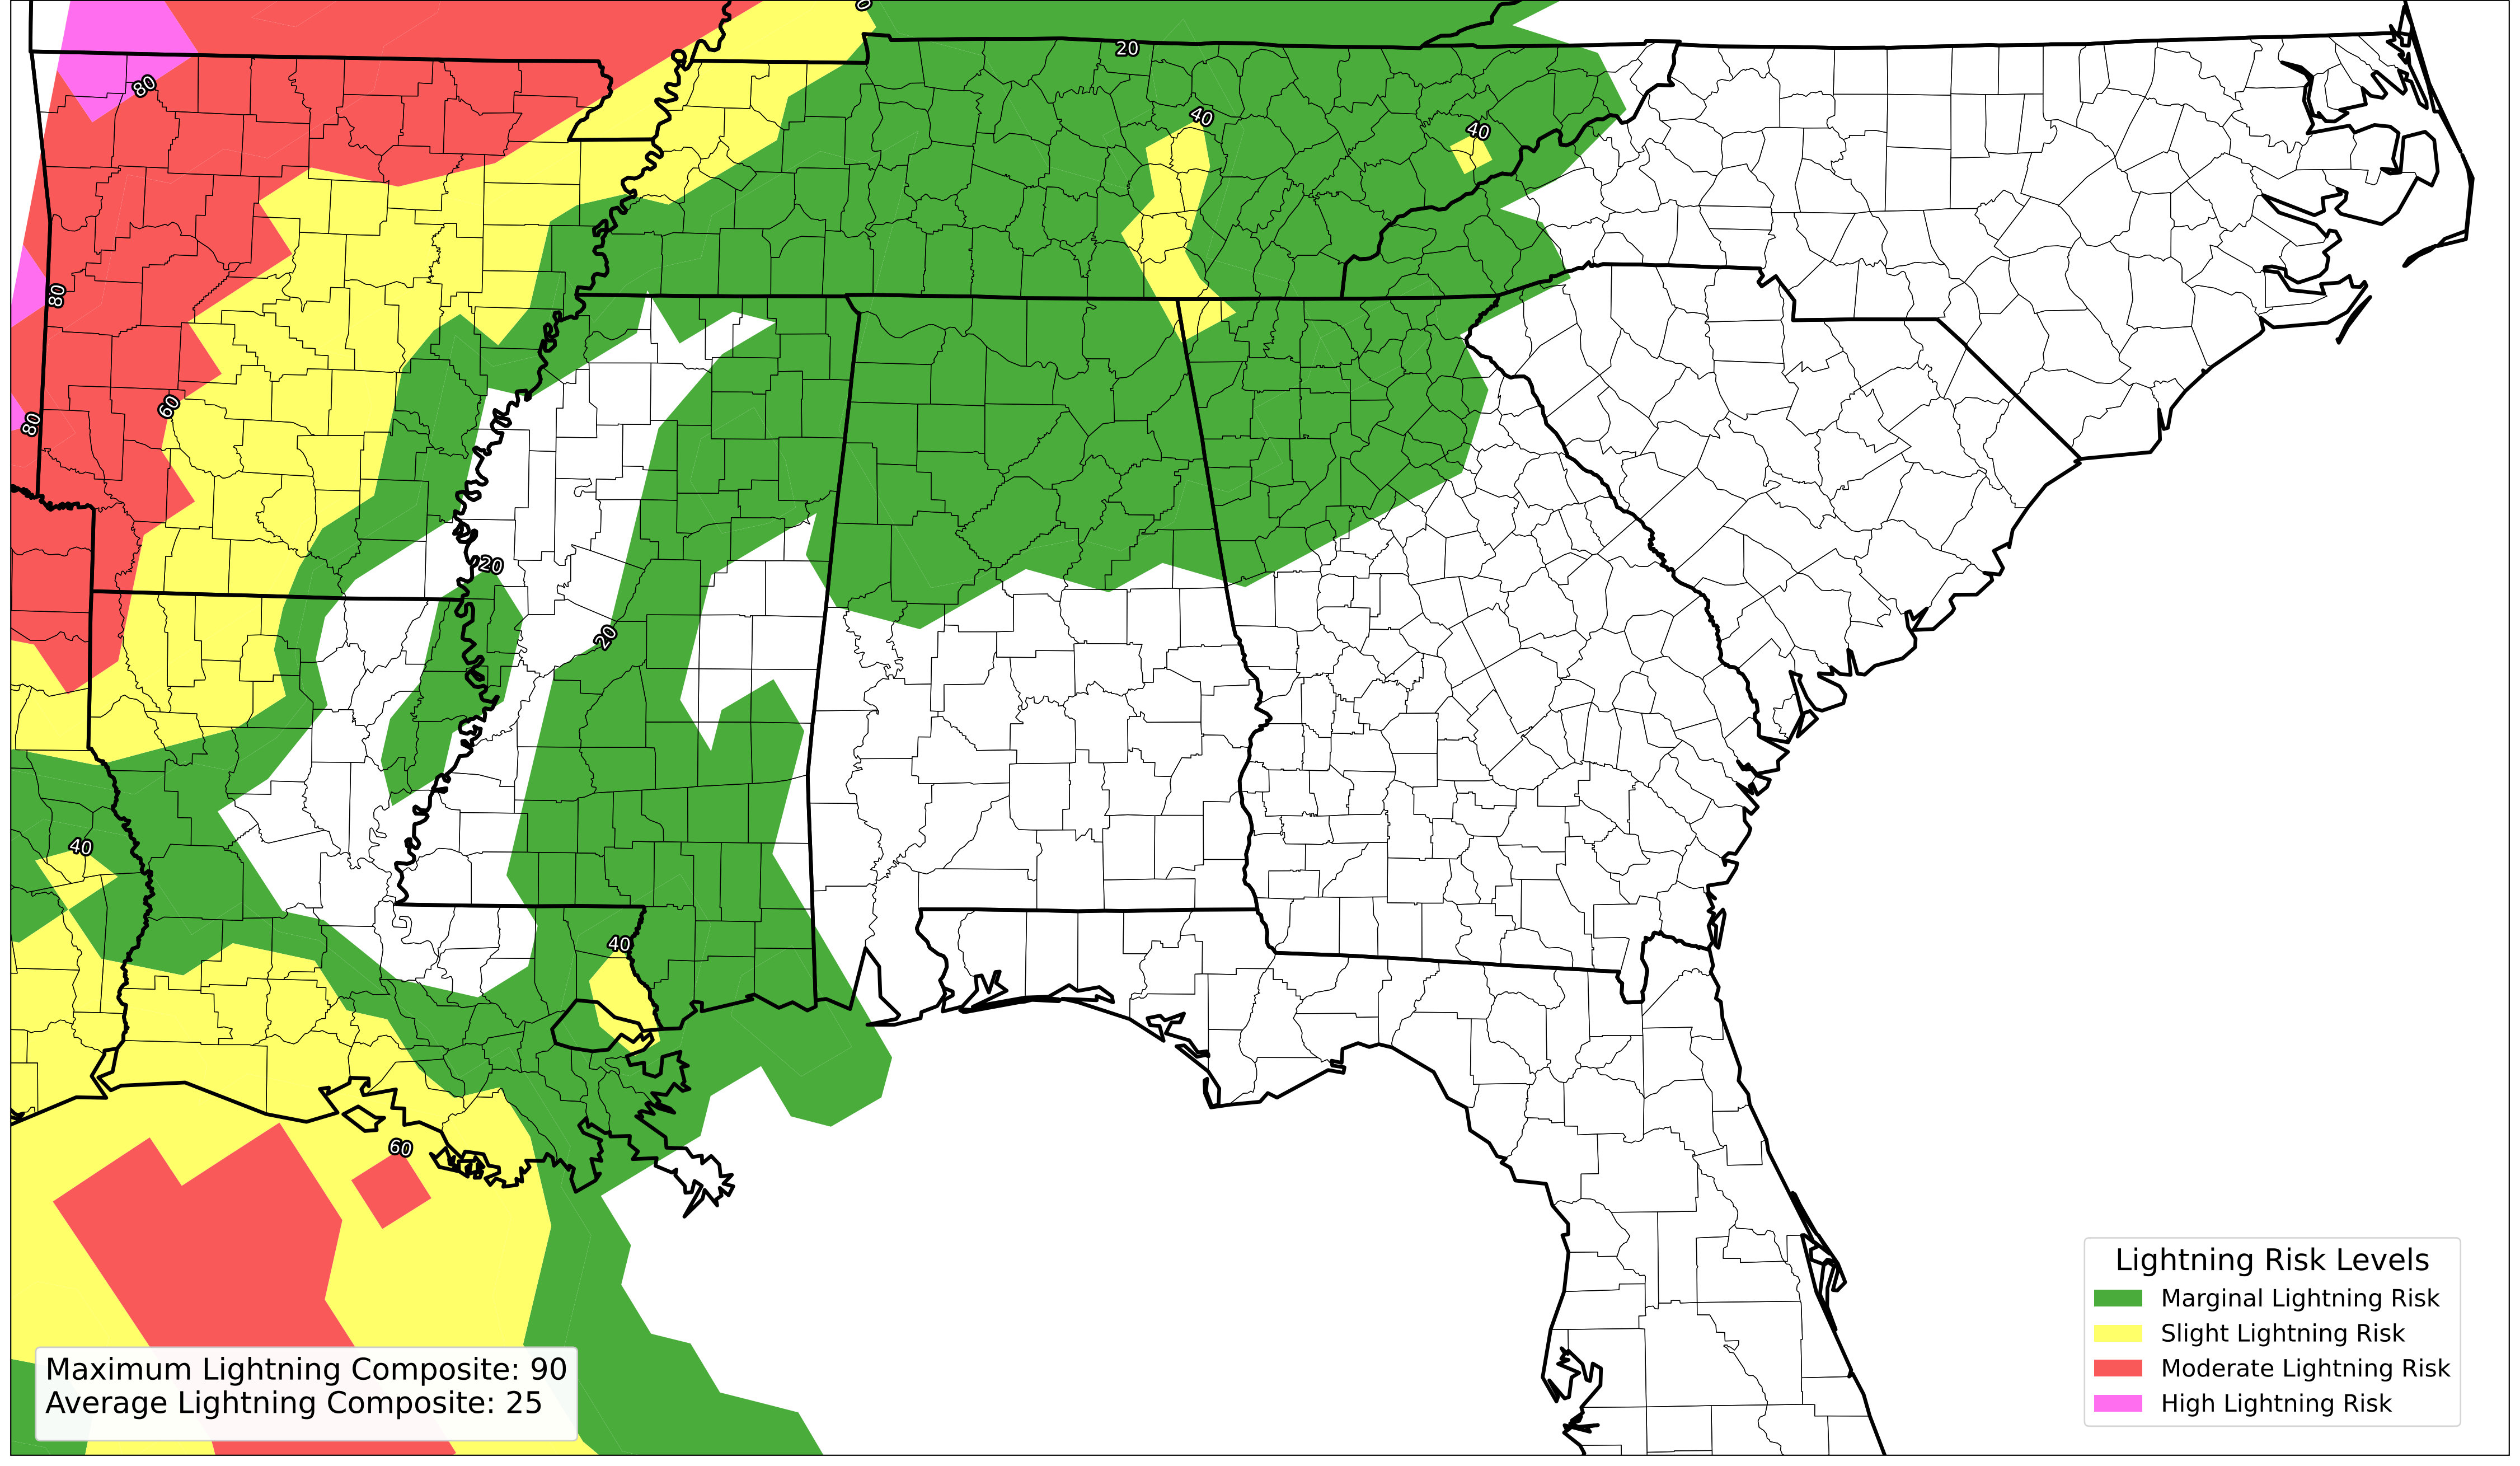 0
20
80
40
40
80
60
80
20
20
40
40
60
Lightning Risk Levels
Marginal Lightning Risk
Slight Lightning Risk
Moderate Lightning Risk
High Lightning Risk
Maximum Lightning Composite: 90
Average Lightning Composite: 25